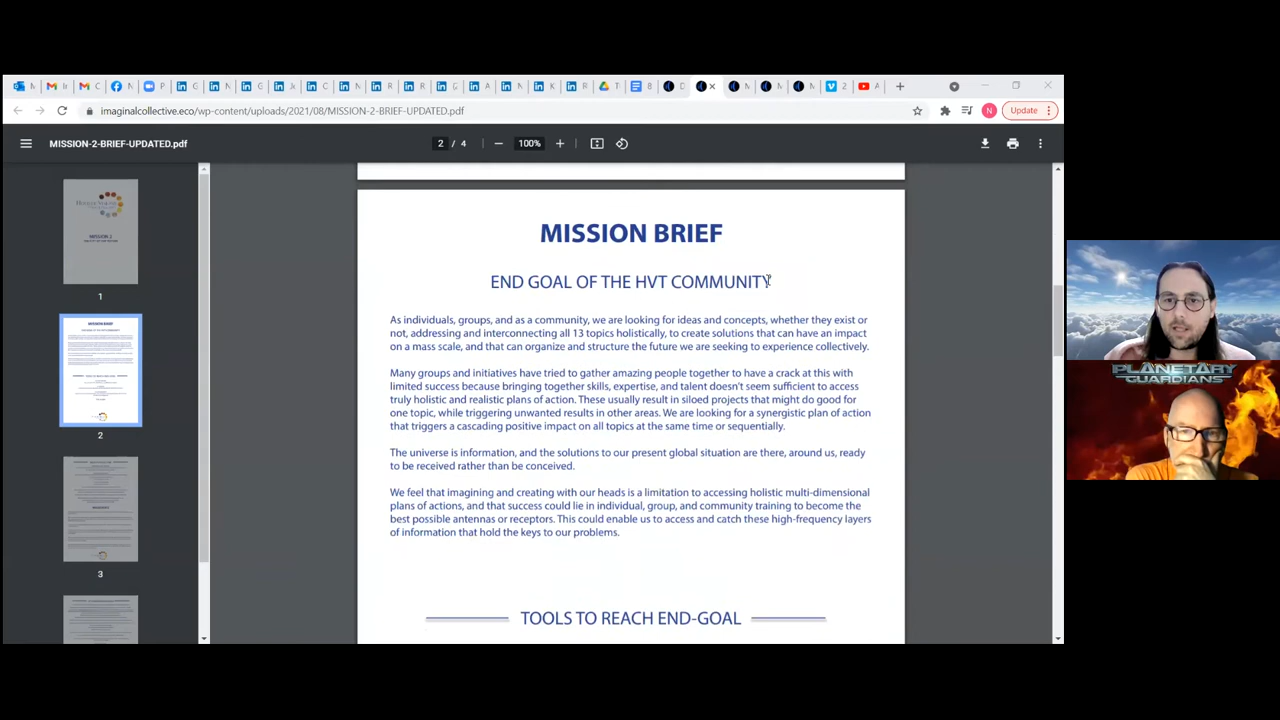 imaginalcollective.eco/wp-content/uploads/2021/08/MISSION-2-BRIEF-UPDATED.pdf
N
Update
MISSION-2-BRIEF-UPDATED.pdf
2 / 4
100%
MISSION BRIEF
END GOAL OF THE HVT COMMUNITY
As individuals, groups, and as a community, we are looking for ideas and concepts, whether they exist or
not, addressing and interconnecting all 13 topics holistically, to create solutions that can have an impact
on a mass scale, and that can organize and structure the future we are seeking to experience collectively.
Many groups and initiatives have tried to gather amazing people together to have a crack at this with
limited success because bringing together skills, expertise, and talent doesn't seem sufficient to access
truly holistic and realistic plans of action. These usually result in siloed projects that might do good for
one topic, while triggering unwanted results in other areas. We are looking for a synergistic plan of action
that triggers a cascading positive impact on all topics at the same time or sequentially.
The universe is information, and the solutions to our present global situation are there, around us, ready
to be received rather than be conceived.
We feel that imagining and creating with our heads is a limitation to accessing holistic multi-dimensional
plans of actions, and that success could lie in individual, group, and community training to become the
best possible antennas or receptors. This could enable us to access and catch these high-frequency layers
of information that hold the keys to our problems.
TOOLS TO REACH END-GOAL
1
MISSION BRIEF
2
3
PLANETARY
GUARDIANS